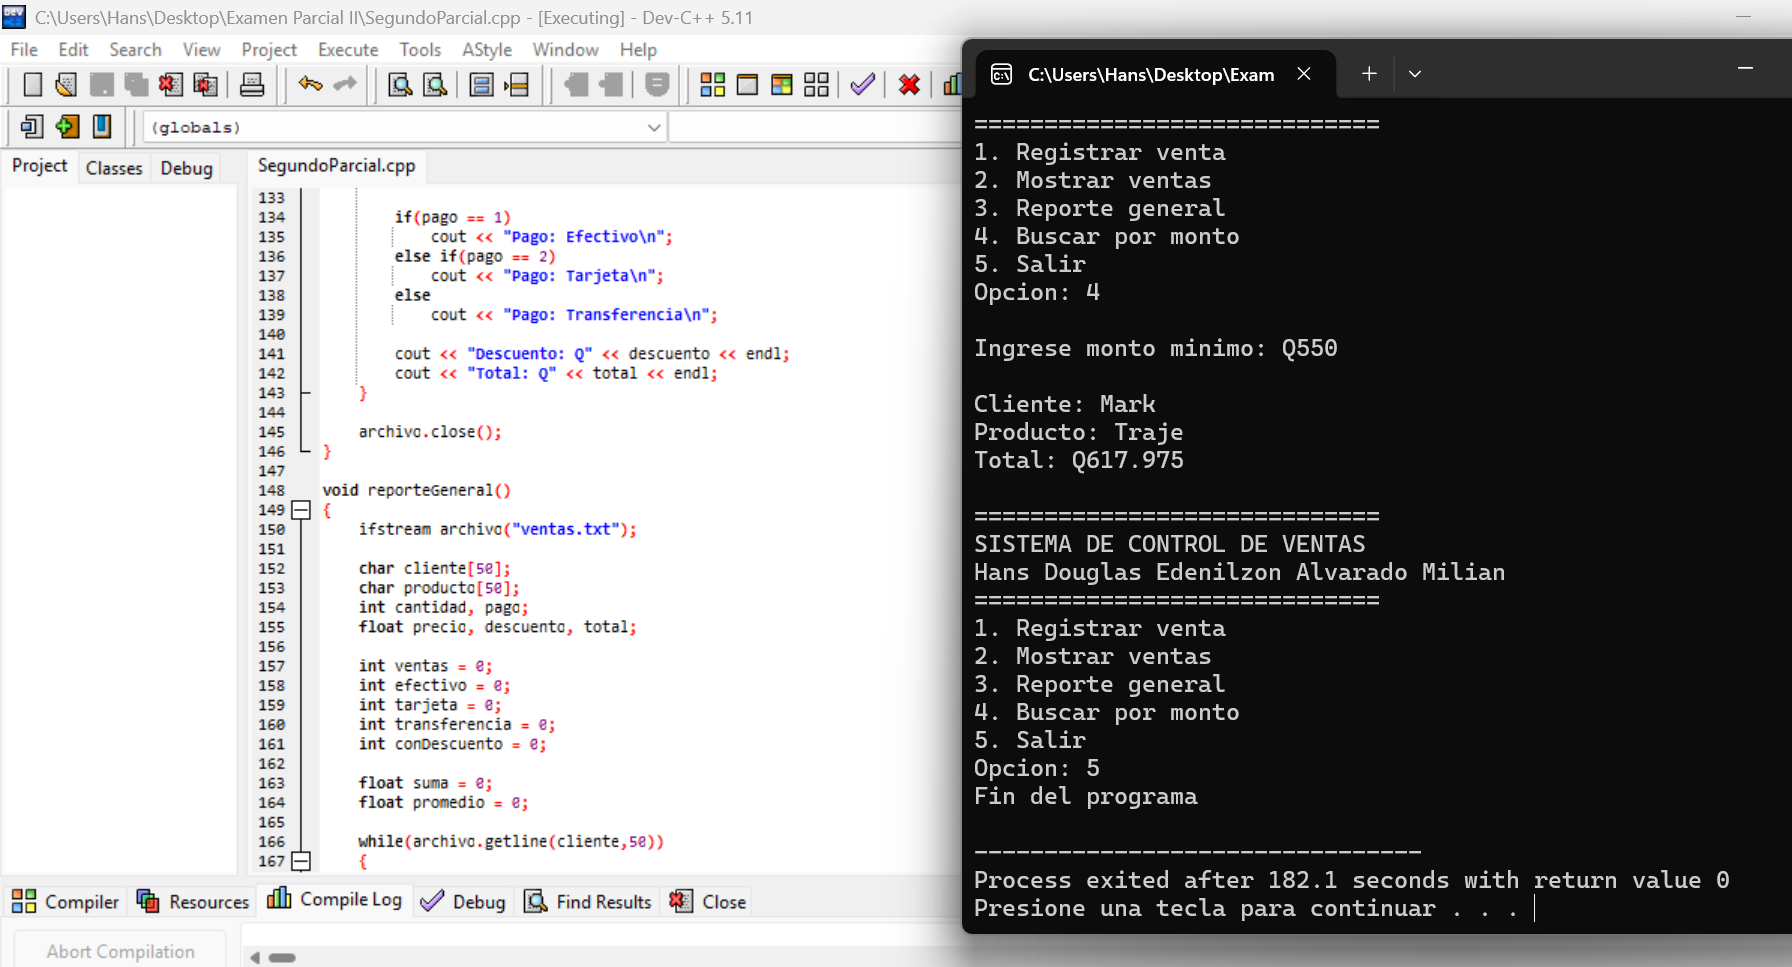 C:\Users\Hans\Desktop\Examen Parcial II\SegundoParcial.cpp - [Executing] - Dev-C++ 5.11
File Edit Search View Project Execute Tools AStyle Window Help
(globals)
Project Classes Debug
SegundoParcial.cpp
133
134 if(pago == 1)
135 cout << "Pago: Efectivo\n";
136 else if(pago == 2)
137 cout << "Pago: Tarjeta\n";
138 else
139 cout << "Pago: Transferencia\n";
140
141 cout << "Descuento: Q" << descuento << endl;
142 cout << "Total: Q" << total << endl;
143 }
144
145 archivo.close();
146 }
147
148 void reporteGeneral()
149 {
150 ifstream archivo("ventas.txt");
151
152 char cliente[50];
153 char producto[50];
154 int cantidad, pago;
155 float precio, descuento, total;
156
157 int ventas = 0;
158 int efectivo = 0;
159 int tarjeta = 0;
160 int transferencia = 0;
161 int conDescuento = 0;
162
163 float suma = 0;
164 float promedio = 0;
165
166 while(archivo.getline(cliente,50))
167 {
Compiler Resources Compile Log Debug Find Results Close
Abort Compilation
C:\Users\Hans\Desktop\Exam
=============================
1. Registrar venta
2. Mostrar ventas
3. Reporte general
4. Buscar por monto
5. Salir
Opcion: 4
Ingrese monto minimo: Q550
Cliente: Mark
Producto: Traje
Total: Q617.975
=============================
SISTEMA DE CONTROL DE VENTAS
Hans Douglas Edenilzon Alvarado Milian
=============================
1. Registrar venta
2. Mostrar ventas
3. Reporte general
4. Buscar por monto
5. Salir
Opcion: 5
Fin del programa
--------------------------------
Process exited after 182.1 seconds with return value 0
Presione una tecla para continuar . . .